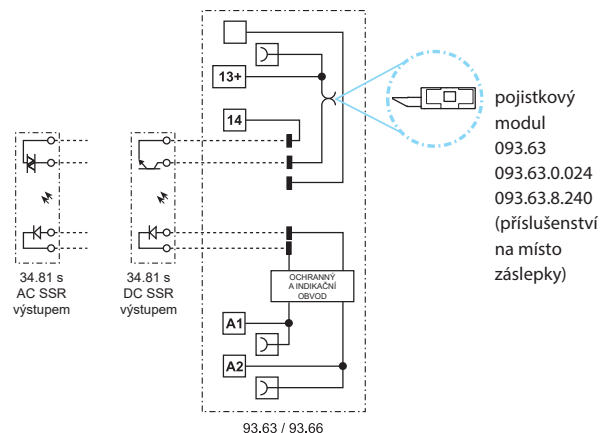 13+
14
pojistkový
modul
093.63
093.63.0.024
093.63.8.240
(příslušenství
na místo
záslepky)
34.81 s
AC SSR
výstupem
34.81 s
DC SSR
výstupem
OCHRANNÝ
A INDIKAČNÍ
OBVOD
A1
A2
93.63 / 93.66